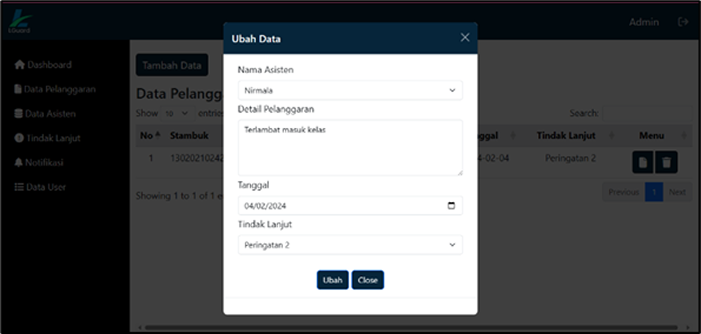 LGuard
Admin
Ubah Data
Dashboard
Data Pelanggaran
Data Asisten
Tindak Lanjut
Notifikasi
Data User
Tambah Data
Data Pelangg
Show 10 entries
Search:
No Stambuk
ggal Tindak Lanjut Menu
1 13020210242
4-02-04 Peringatan 2
Showing 1 to 1 of 1 e
Previous 1 Next
Nama Asisten
Nirmala
Detail Pelanggaran
Terlambat masuk kelas
Tanggal
04/02/2024
Tindak Lanjut
Peringatan 2
Ubah Close